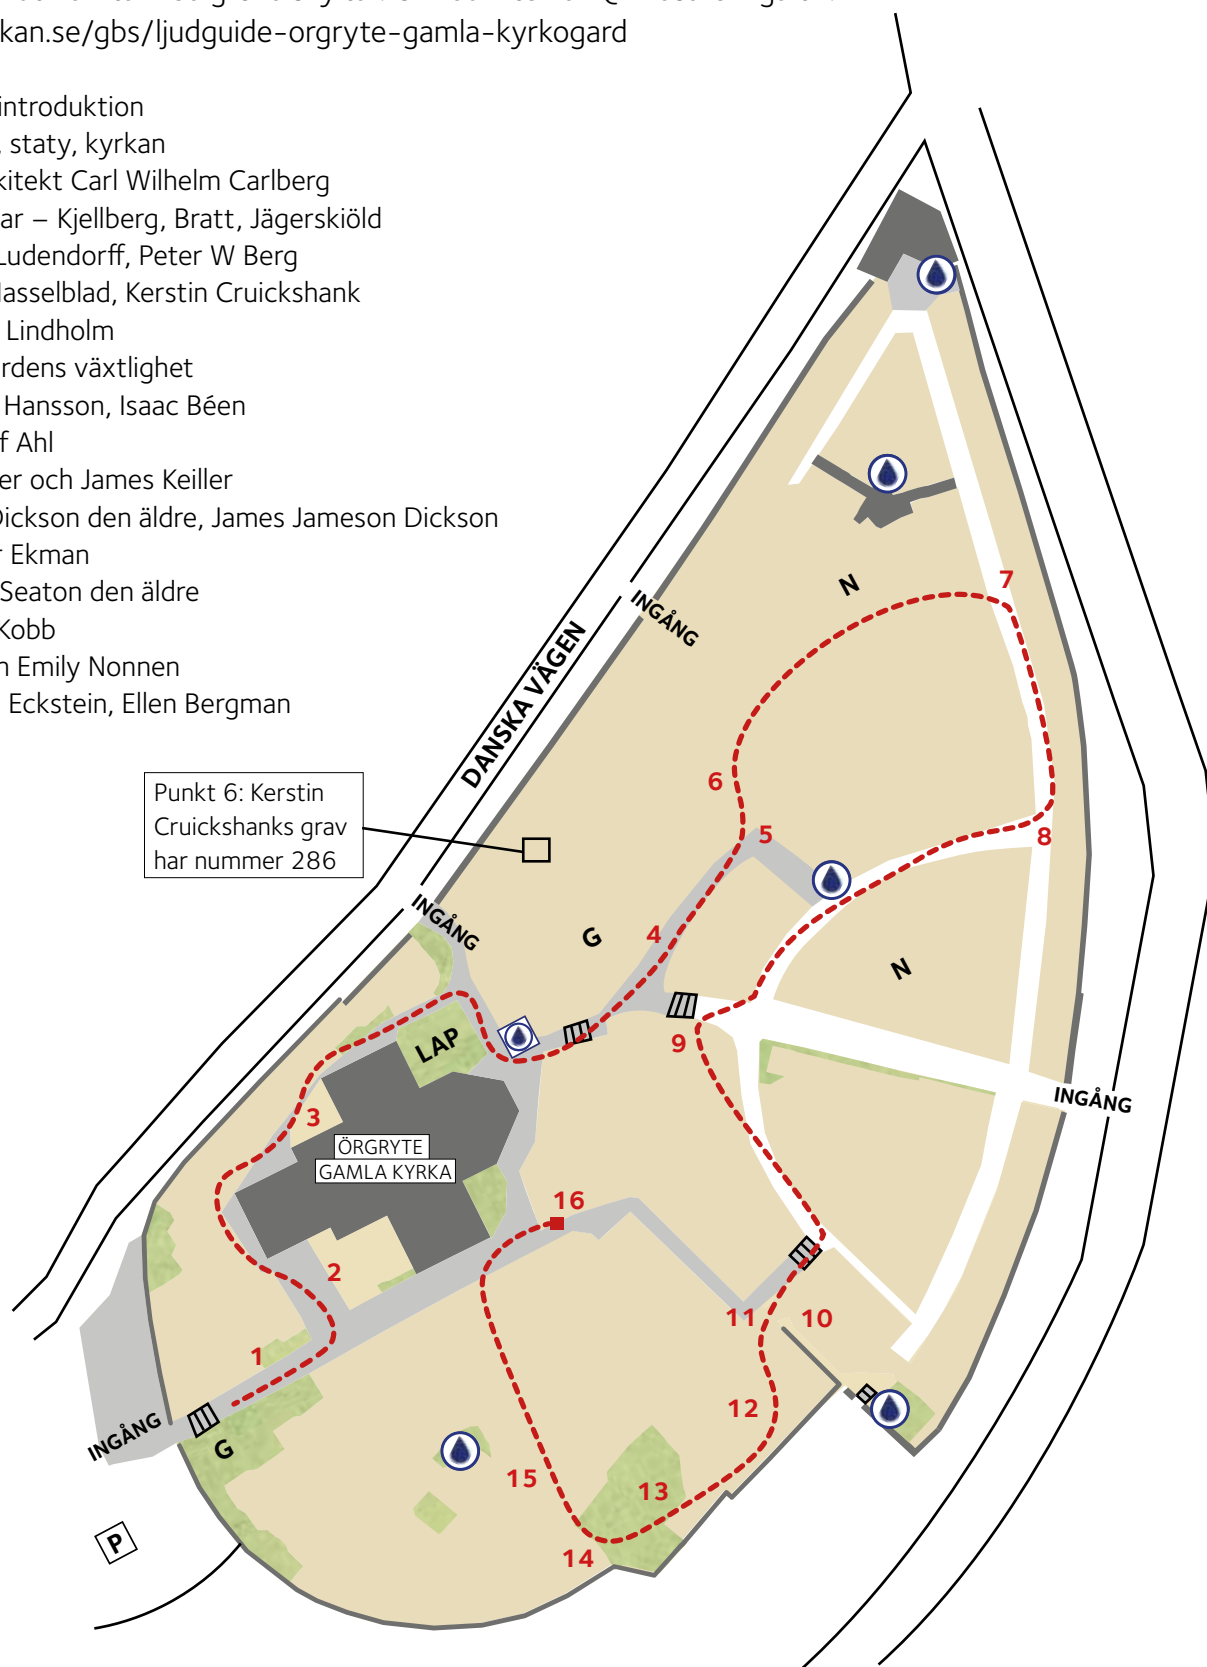 kan.se/gbs/ljudguide-orgryte-gamla-kyrkogard
introduktion
, staty, kyrkan
kitekt Carl Wilhelm Carlberg
ar – Kjellberg, Bratt, Jägerskiöld
Ludendorff, Peter W Berg
Hasselblad, Kerstin Cruickshank
Lindholm
rdens växtlighet
Hansson, Isaac Béen
f Ahl
er och James Keiller
Dickson den äldre, James Jameson Dickson
r Ekman
Seaton den äldre
Kobb
n Emily Nonnen
Eckstein, Ellen Bergman
7
N
INGÅNG
DANSKA VÄGEN
Punkt 6: Kerstin
Cruickshanks grav
har nummer 286
6
5
8
INGÅNG
G
4
N
LAP
9
INGÅNG
3
ÖRGRYTE
GAMLA KYRKA
16
2
11
10
1
12
INGÅNG
G
15
13
P
14